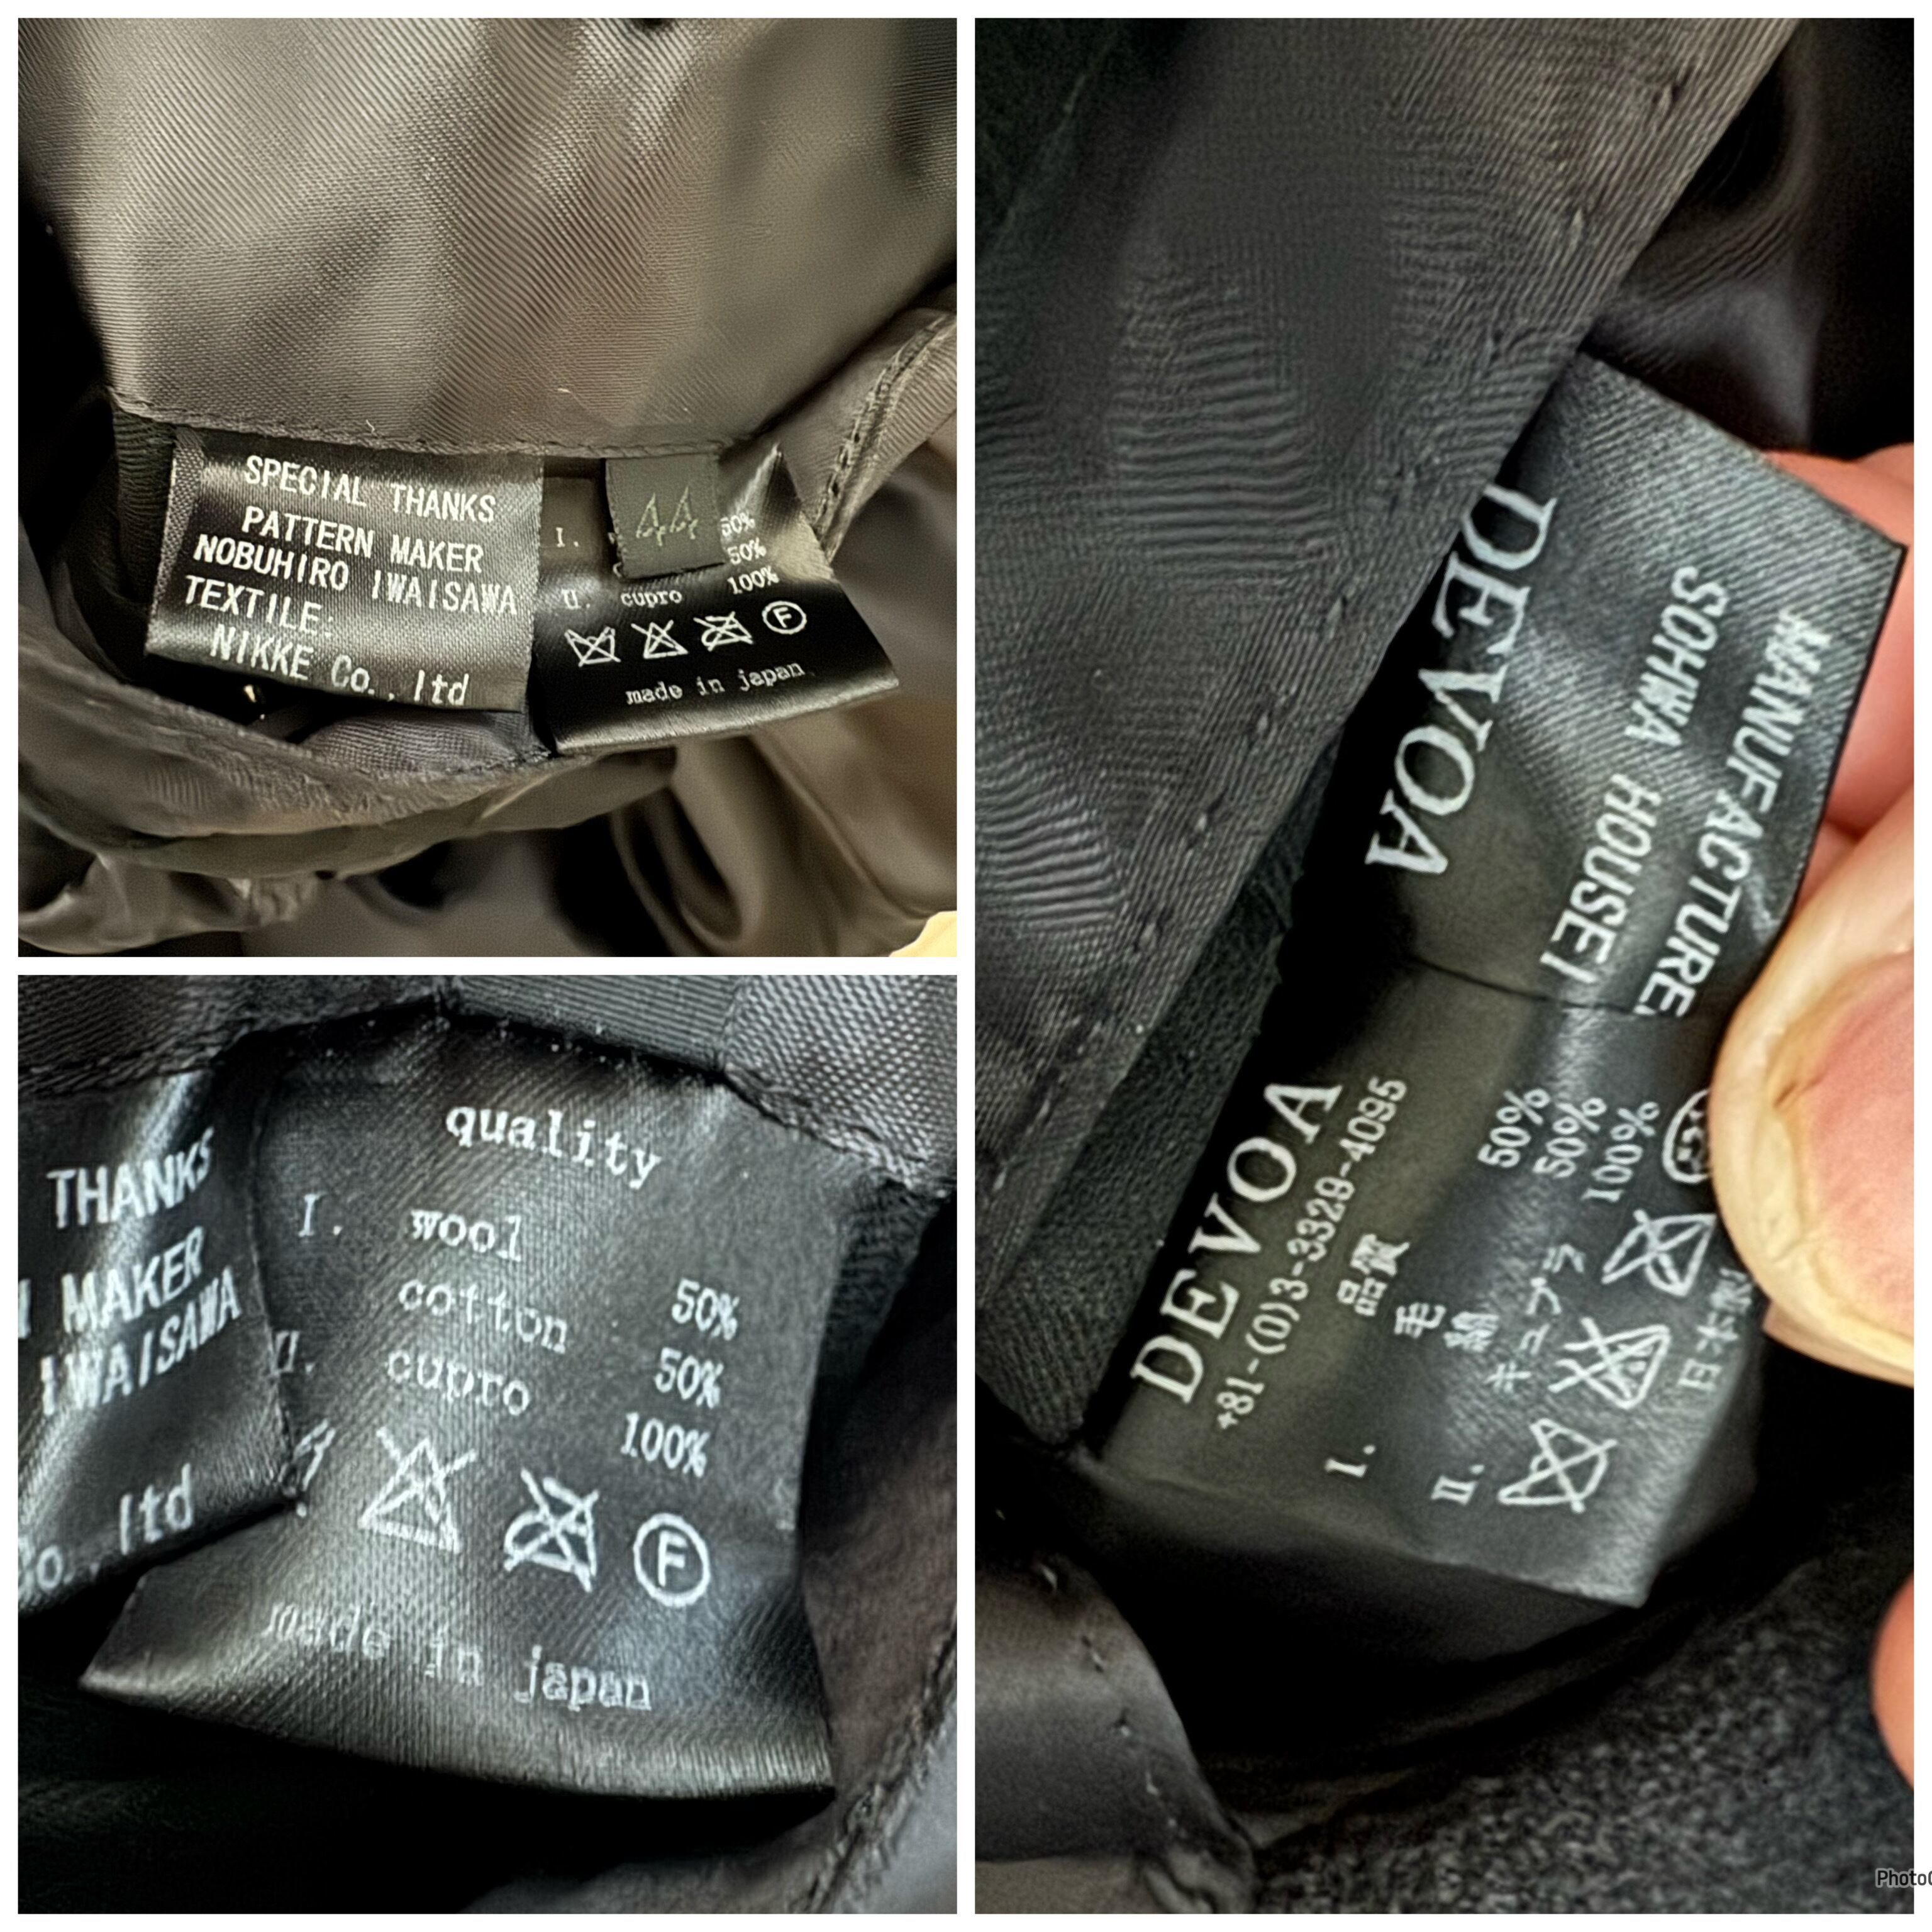 SPECIAL THANKS
PATTERN MAKER
NOBUHIRO IWAISAWA
TEXTILE:
NIKKE Co., ltd
44
I. 50%
50%
II. cupro 100%
F
made in japan
THANKS
MAKER
IWAISAWA
Co., ltd
quality
I. wool 50%
cotton 50%
II. cupro 100%
F
made in japan
DEVOA
SOHWA HOUSEI
MANUFACTURE
DEVOA
+81-(0)3-3329-4095
品質
I. 毛 50%
綿 50%
II. キュプラ 100%
日本製
Photo